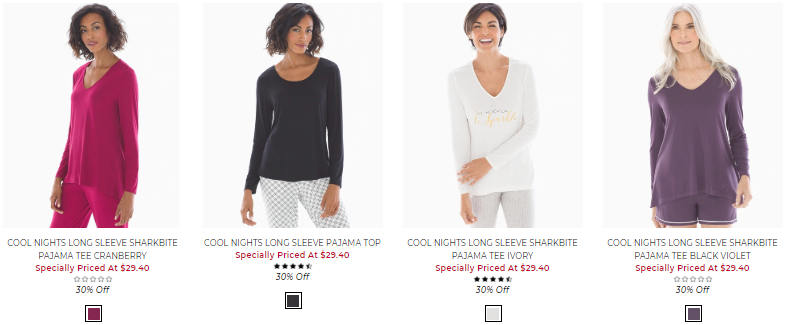 COOL NIGHTS LONG SLEEVE SHARKBITE
PAJAMA TEE CRANBERRY
Specially Priced At $29.40
30% Off
COOL NIGHTS LONG SLEEVE PAJAMA TOP
Specially Priced At $29.40
30% Off
COOL NIGHTS LONG SLEEVE SHARKBITE
PAJAMA TEE IVORY
Specially Priced At $29.40
30% Off
COOL NIGHTS LONG SLEEVE SHARKBITE
PAJAMA TEE BLACK VIOLET
Specially Priced At $29.40
30% Off